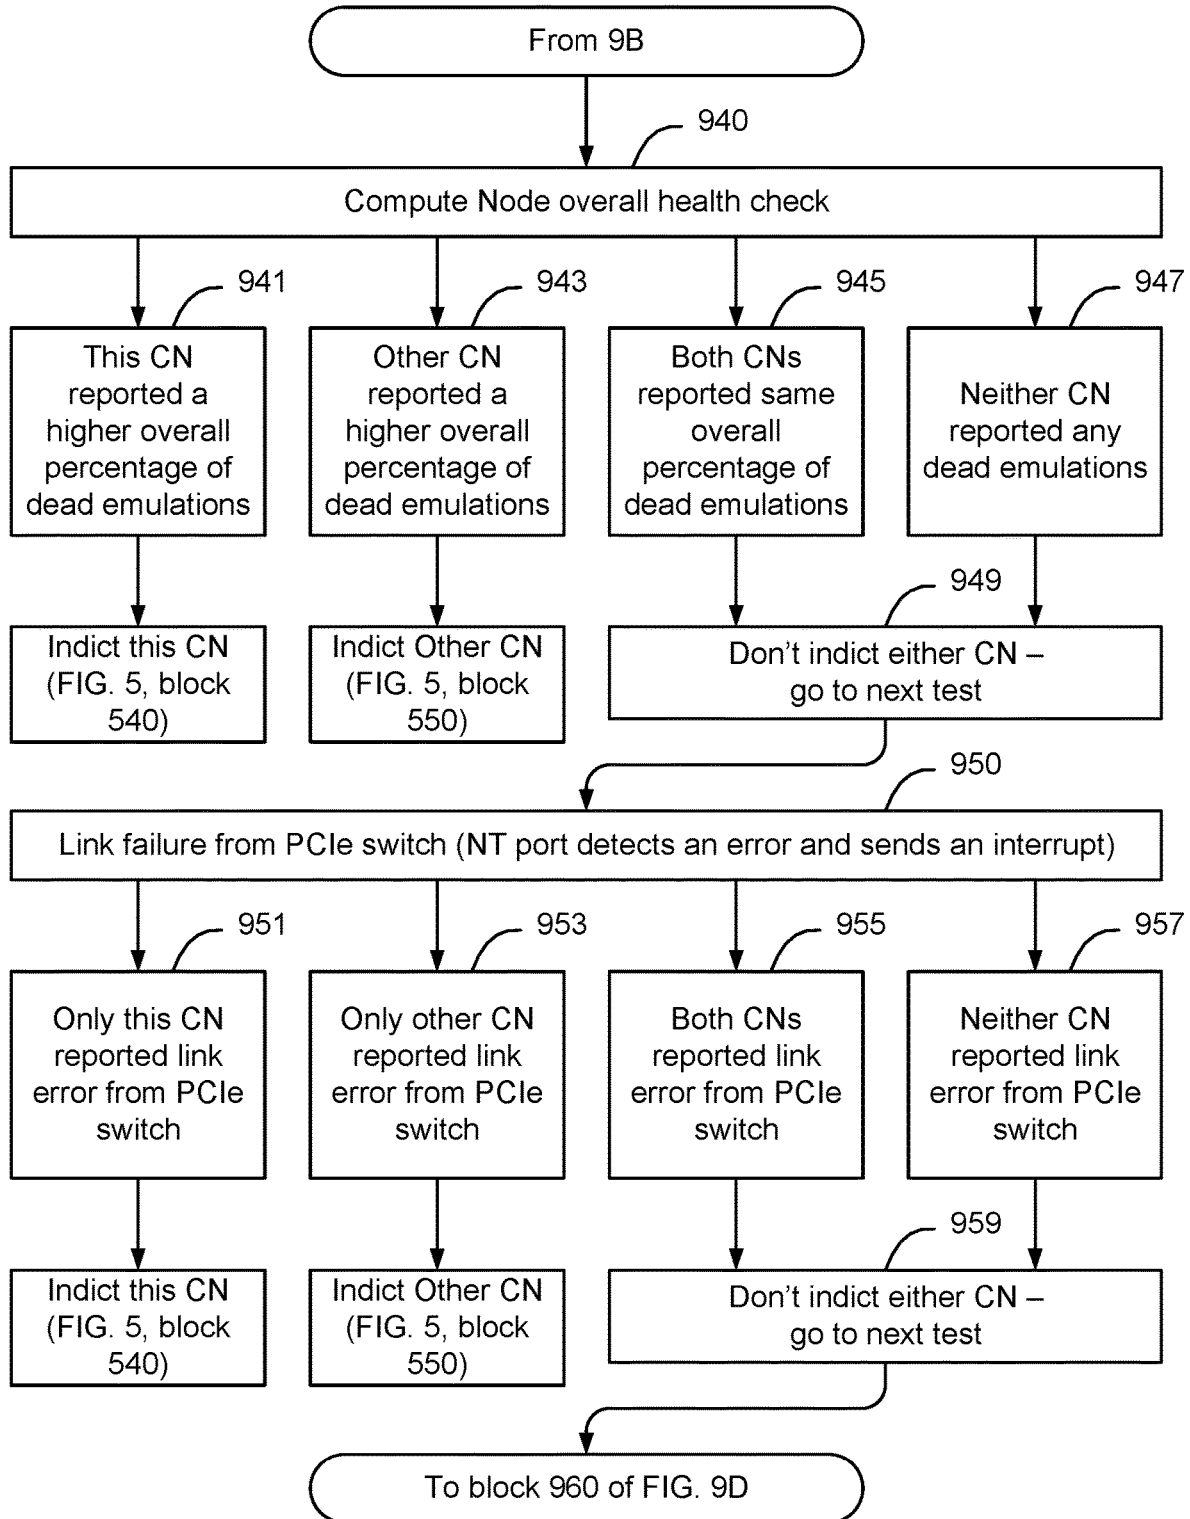 From 9B
940
Compute Node overall health check
941
943
945
947
This CN
reported a
higher overall
percentage of
dead emulations
Other CN
reported a
higher overall
percentage of
dead emulations
Both CNs
reported same
overall
percentage of
dead emulations
Neither CN
reported any
dead emulations
949
Indict this CN
(FIG. 5, block
540)
Indict Other CN
(FIG. 5, block
550)
Don't indict either CN –
go to next test
950
Link failure from PCIe switch (NT port detects an error and sends an interrupt)
951
953
955
957
Only this CN
reported link
error from PCIe
switch
Only other CN
reported link
error from PCIe
switch
Both CNs
reported link
error from PCIe
switch
Neither CN
reported link
error from PCIe
switch
959
Indict this CN
(FIG. 5, block
540)
Indict Other CN
(FIG. 5, block
550)
Don't indict either CN –
go to next test
To block 960 of FIG. 9D